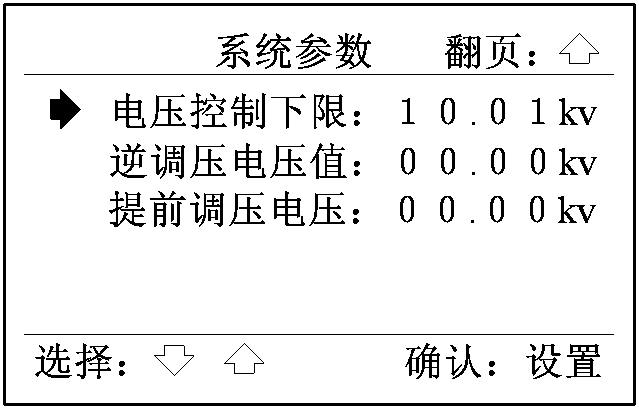 系统参数 翻页：
电压控制下限：10.01kv
逆调压电压值：00.00kv
提前调压电压：00.00kv
选择： 确认：设置